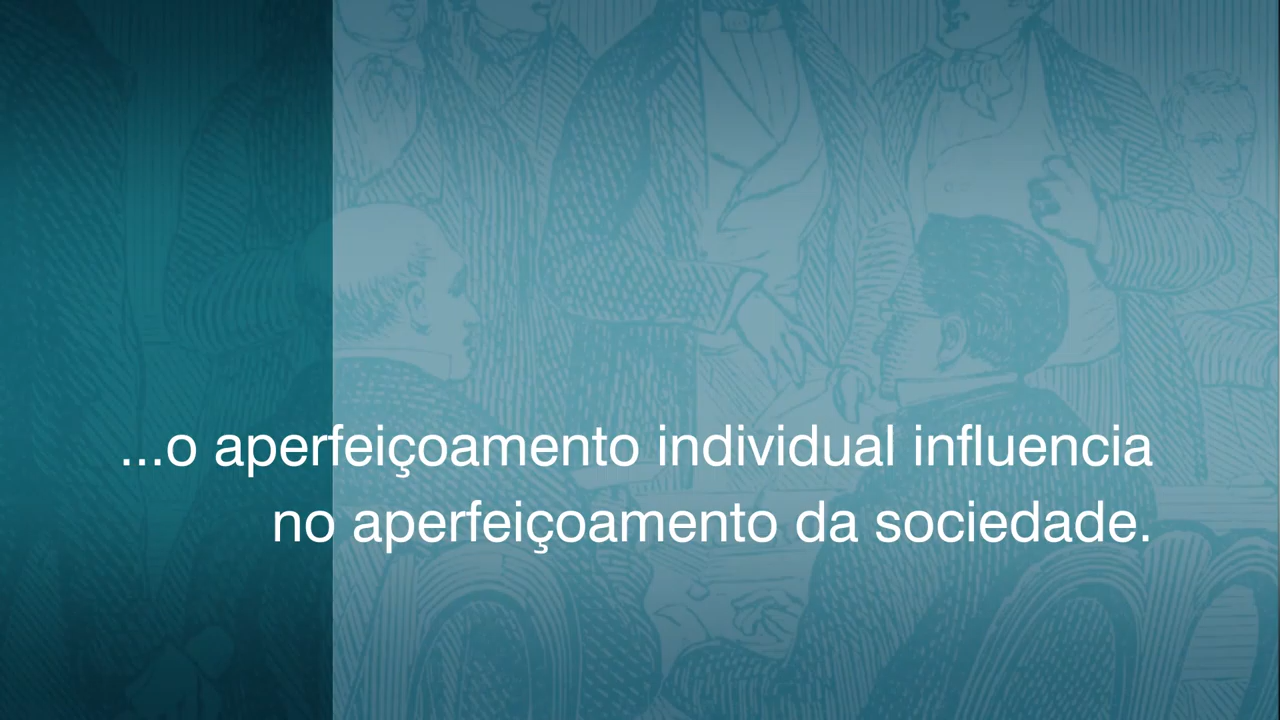 ...o aperfeiçoamento individual influencia
no aperfeiçoamento da sociedade.